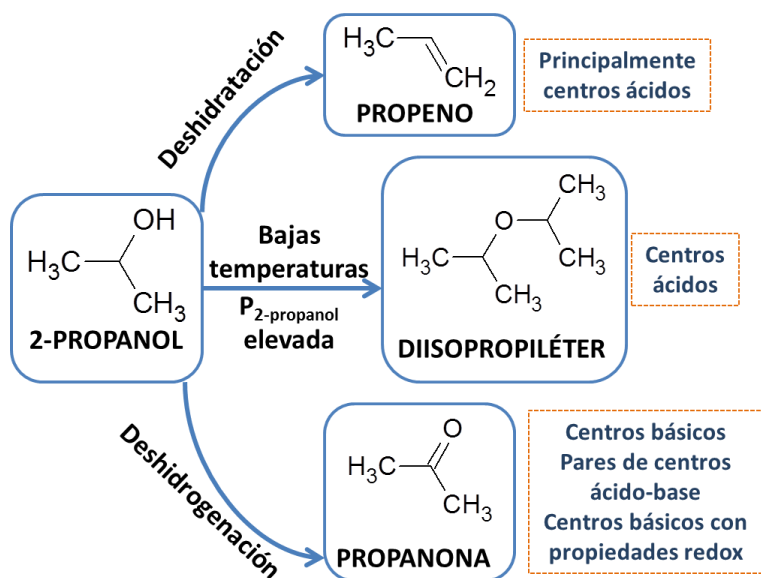 Deshidratación
H₃C
CH₂
PROPENO
Principalmente
centros ácidos
OH
H₃C
CH₃
2-PROPANOL
Bajas
temperaturas
P₂₋propanol
elevada
CH₃
O
H₃C
CH₃
CH₃
DIISOPROPILÉTER
Centros
ácidos
Deshidrogenación
O
H₃C
CH₃
PROPANONA
Centros básicos
Pares de centros
ácido-base
Centros básicos con
propiedades redox